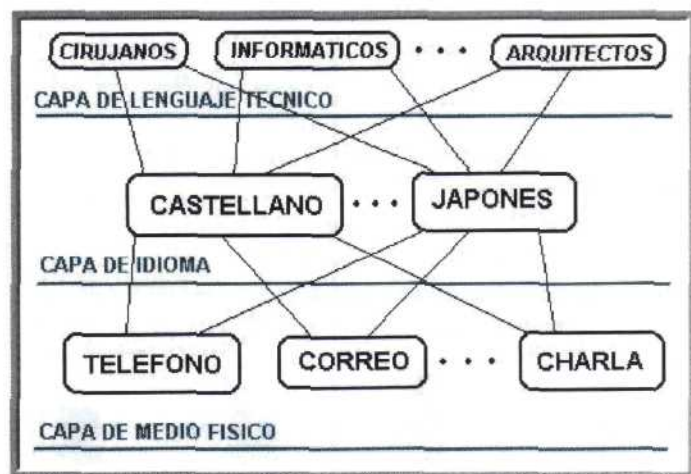 CIRUJANOS INFORMATICOS · · · ARQUITECTOS
CAPA DE LENGUAJE TECNICO
CASTELLANO · · · JAPONES
CAPA DE IDIOMA
TELEFONO CORREO · · · CHARLA
CAPA DE MEDIO FISICO